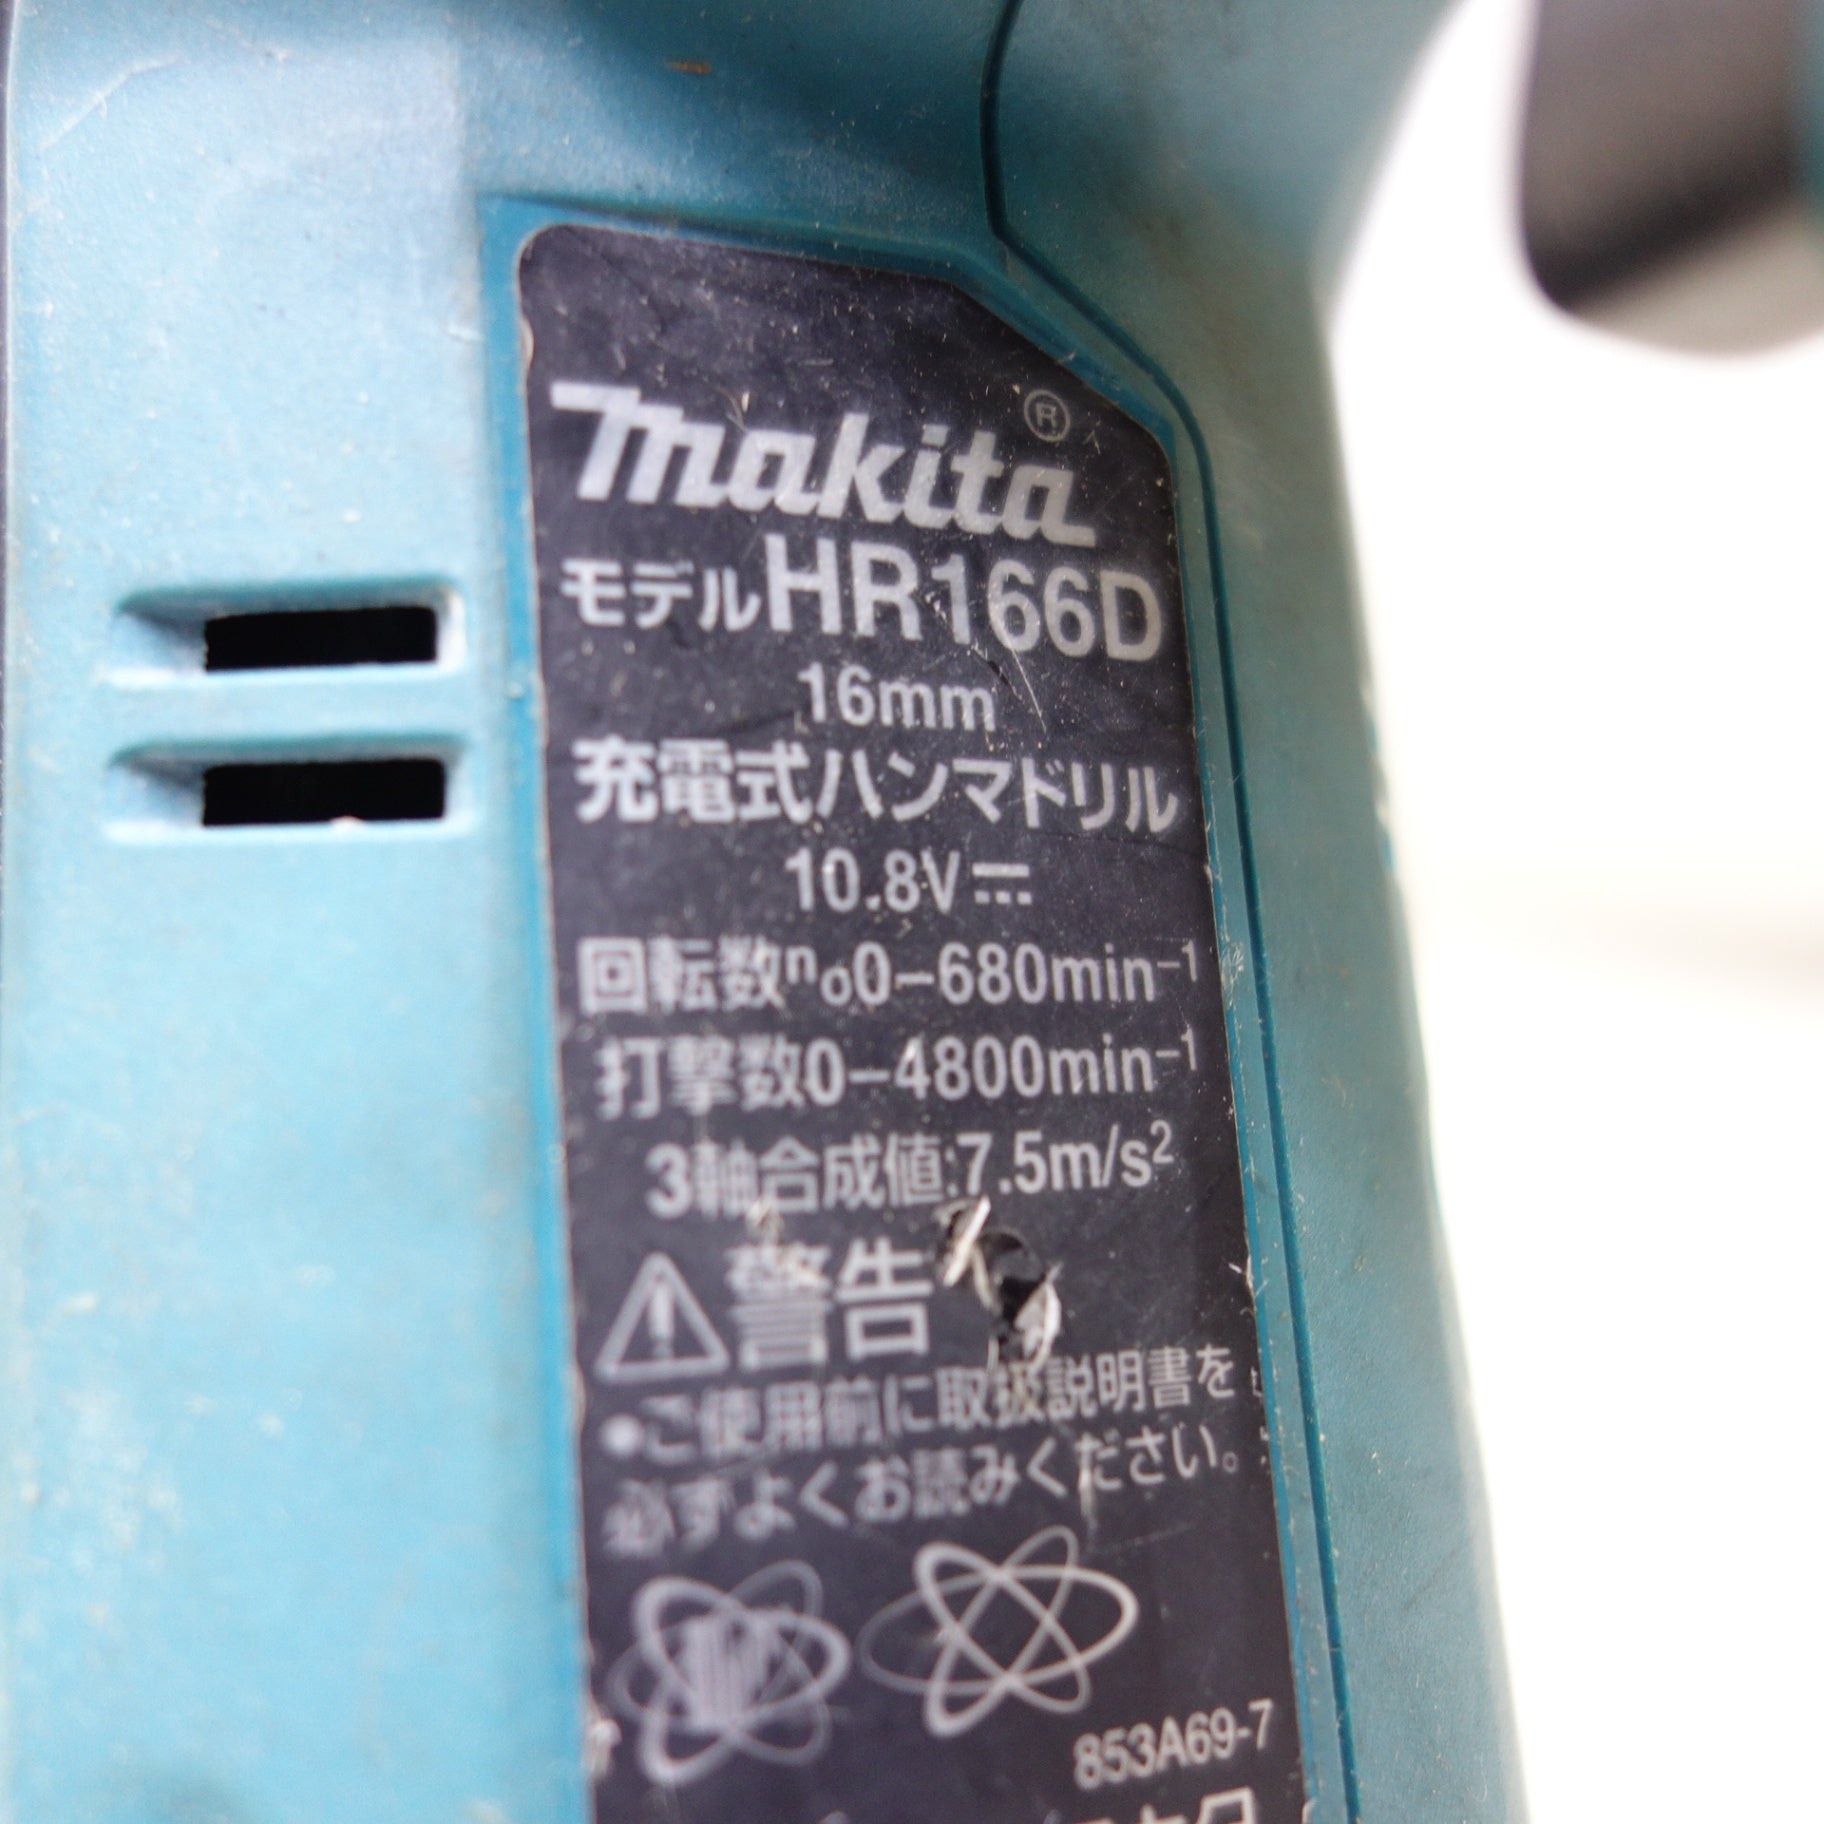 makita®
モデルHR166D
16mm
充電式ハンマドリル
10.8V⎓
回転数n₀0-680min⁻¹
打撃数0-4800min⁻¹
3軸合成値:7.5m/s²
⚠警告
•ご使用前に取扱説明書を
必ずよくお読みください。
853A69-7